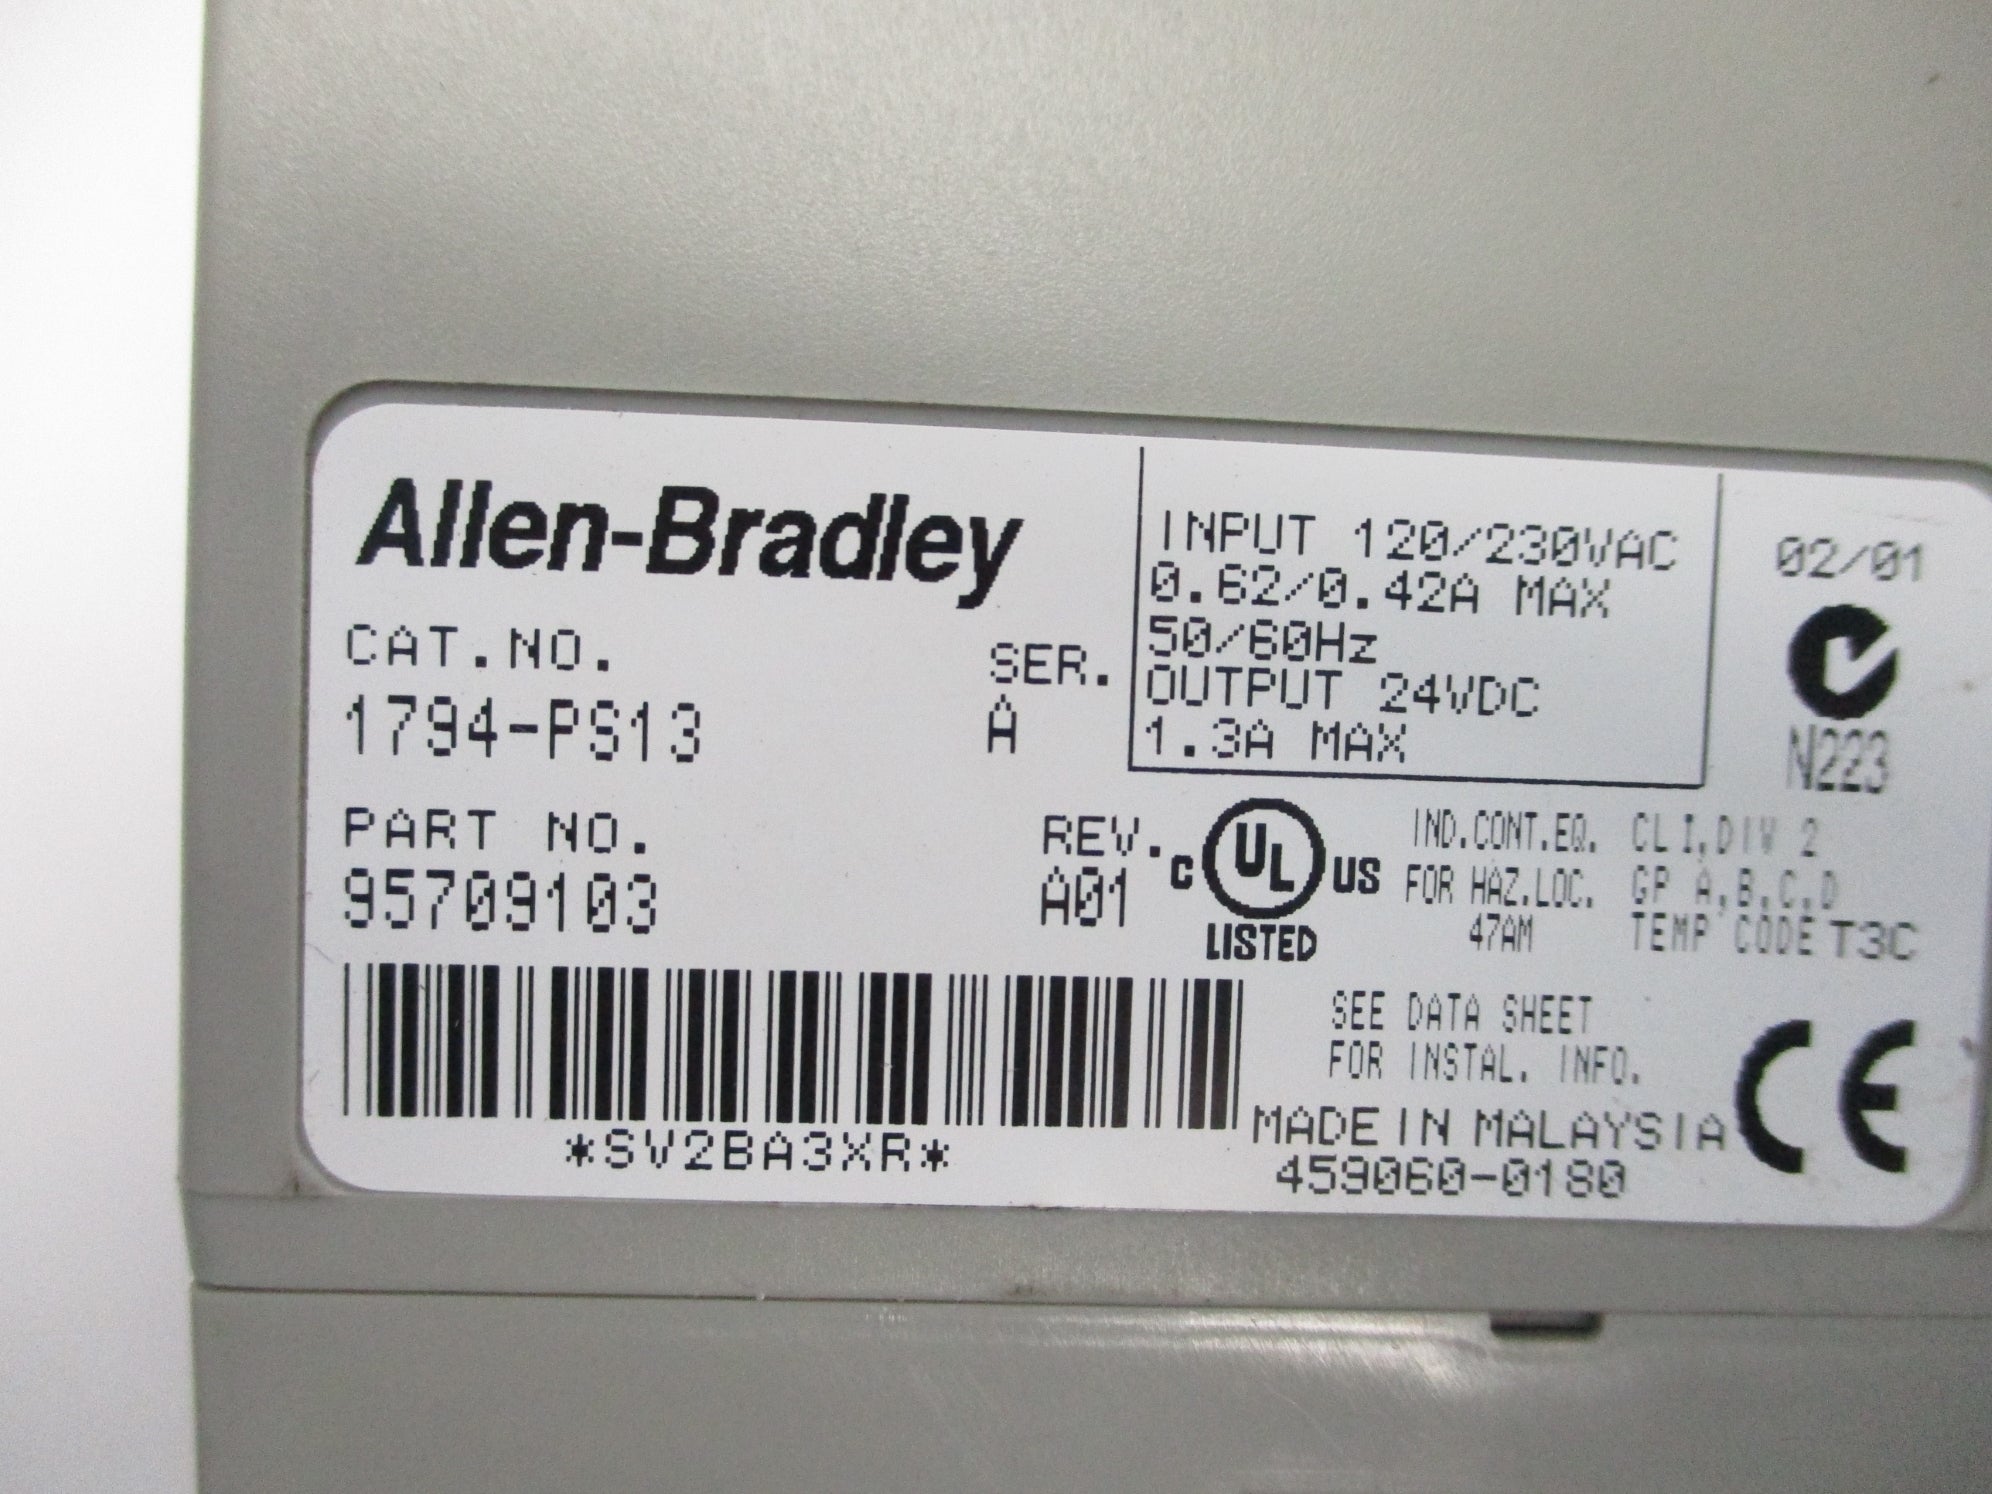 Allen-Bradley
CAT.NO.
1794-PS13
SER.
A
PART NO.
95709103
REV.
A01
*SV2BA3XR*
INPUT 120/230VAC
0.62/0.42A MAX
50/60Hz
OUTPUT 24VDC
1.3A MAX
02/01
N223
C UL US
LISTED
IND.CONT.EQ.
FOR HAZ.LOC.
47AM
CL I,DIV 2
GP A,B,C,D
TEMP CODE T3C
SEE DATA SHEET
FOR INSTAL. INFO.
MADE IN MALAYSIA
459060-0180
CE